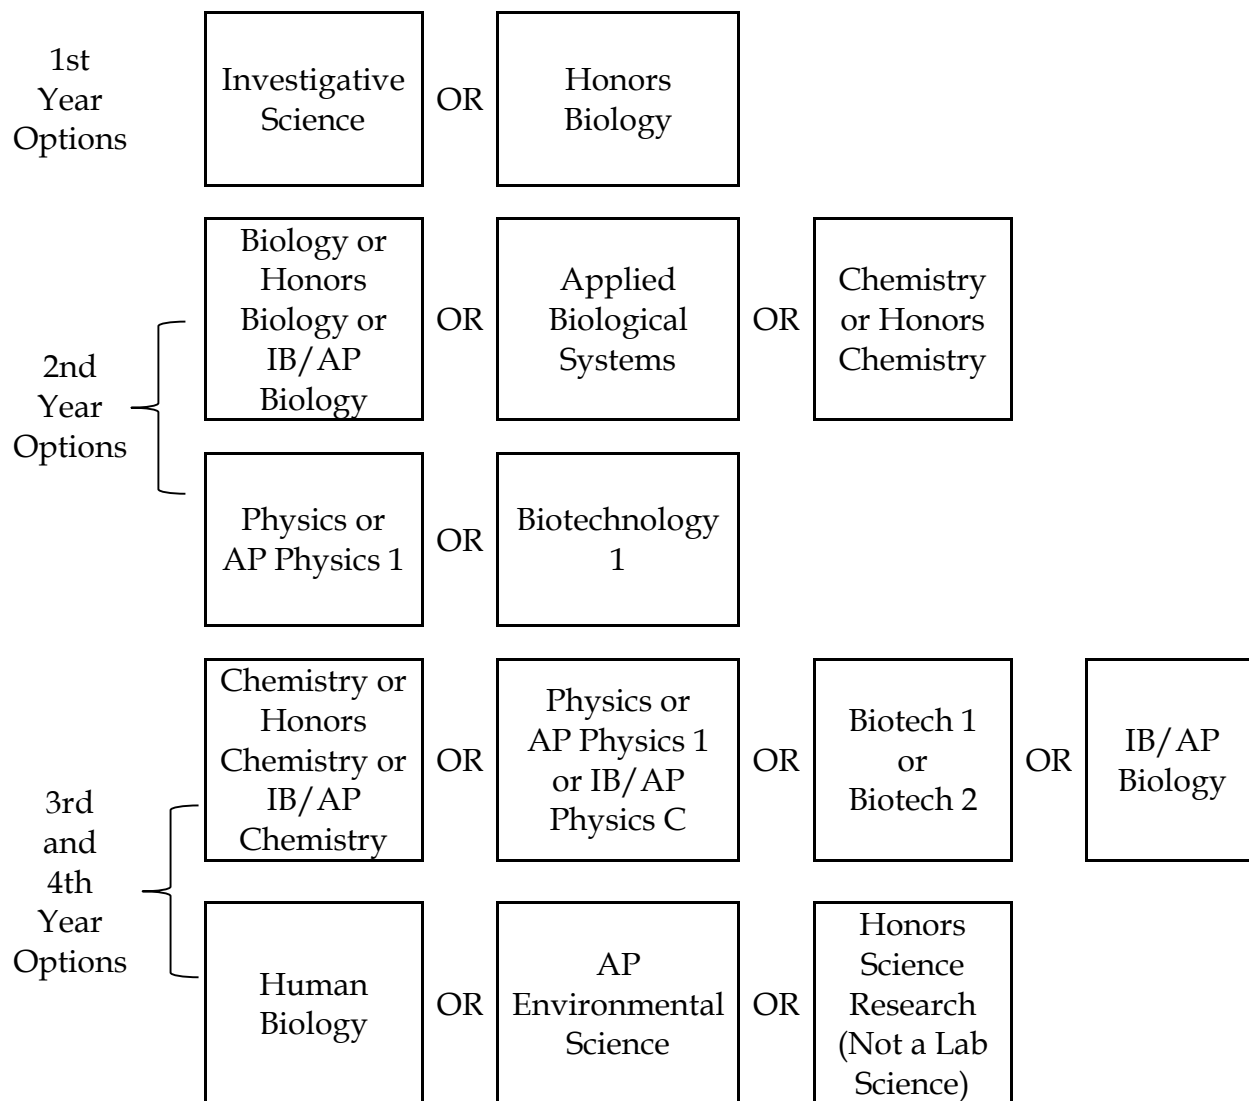 1st
Year
Options
Investigative
Science
OR
Honors
Biology
2nd
Year
Options
Biology or
Honors
Biology or
IB/AP
Biology
OR
Applied
Biological
Systems
OR
Chemistry
or Honors
Chemistry
Physics or
AP Physics 1
OR
Biotechnology
1
3rd
and
4th
Year
Options
Chemistry or
Honors
Chemistry or
IB/AP
Chemistry
OR
Physics or
AP Physics 1
or IB/AP
Physics C
OR
Biotech 1
or
Biotech 2
OR
IB/AP
Biology
Human
Biology
OR
AP
Environmental
Science
OR
Honors
Science
Research
(Not a Lab
Science)